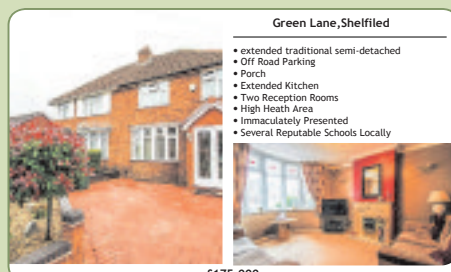 Green Lane,Shelfiled
• extended traditional semi-detached
• Off Road Parking
• Porch
• Extended Kitchen
• Two Reception Rooms
• High Heath Area
• Immaculately Presented
• Several Reputable Schools Locally